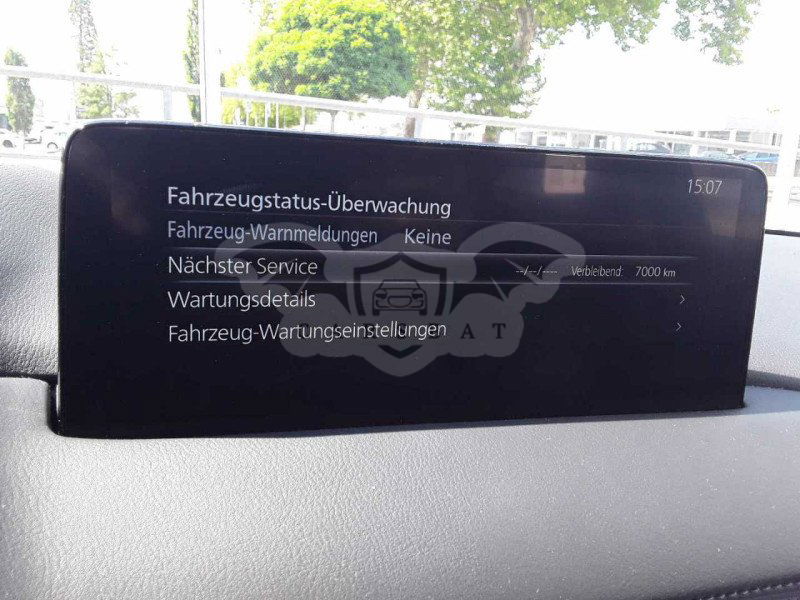 15:07
Fahrzeugstatus-Überwachung
Fahrzeug-Warnmeldungen Keine
Nächster Service --/--/---- Verbleibend: 7000 km
Wartungsdetails
Fahrzeug-Wartungseinstellungen